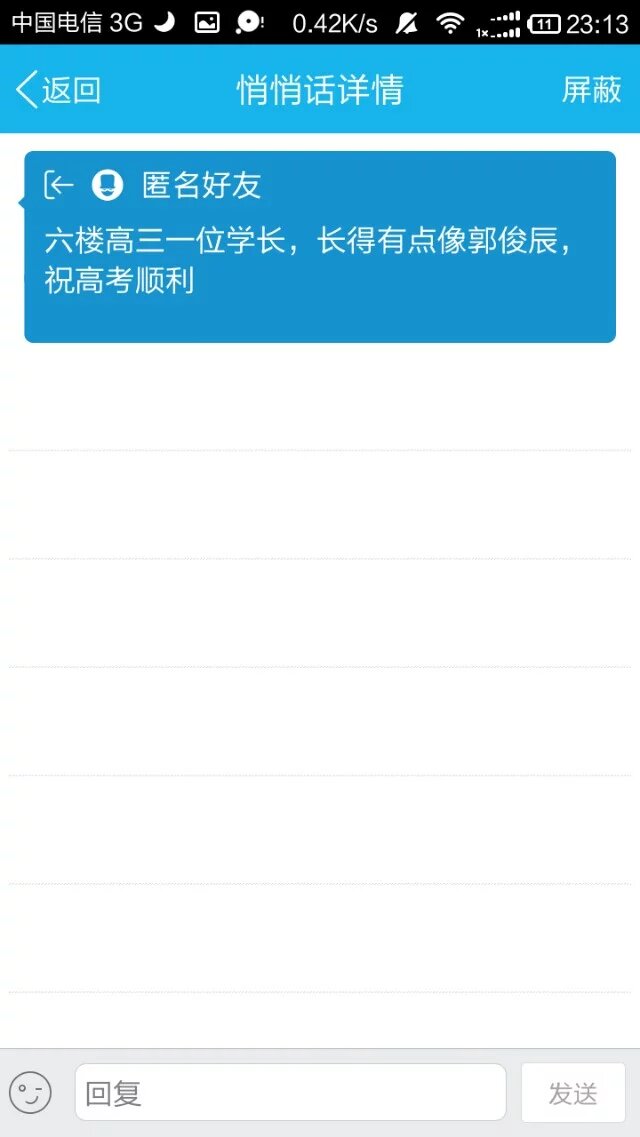 中国电信 3G 0.42K/s 1x 11 23:13
返回 悄悄话详情 屏蔽
匿名好友
六楼高三一位学长，长得有点像郭俊辰，
祝高考顺利
回复 发送